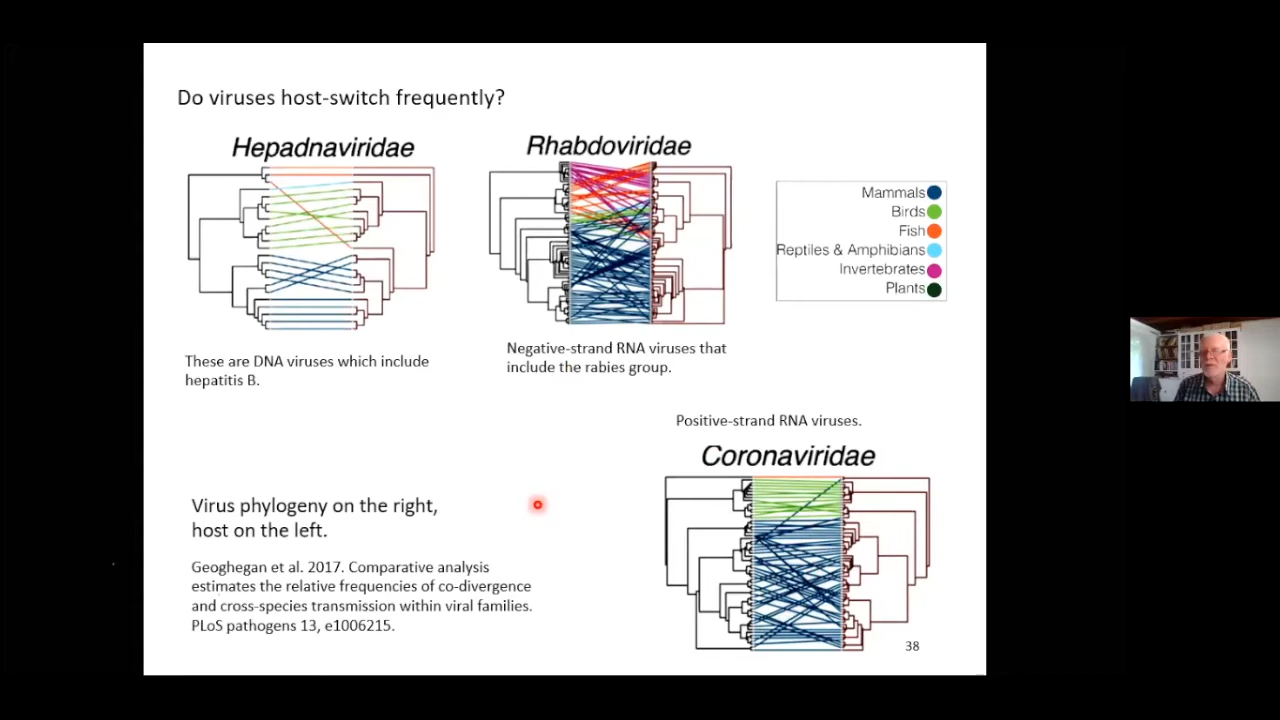 Do viruses host-switch frequently?
Hepadnaviridae
Rhabdoviridae
Mammals
Birds
Fish
Reptiles & Amphibians
Invertebrates
Plants
These are DNA viruses which include
hepatitis B.
Negative-strand RNA viruses that
include the rabies group.
Positive-strand RNA viruses.
Coronaviridae
Virus phylogeny on the right,
host on the left.
Geoghegan et al. 2017. Comparative analysis
estimates the relative frequencies of co-divergence
and cross-species transmission within viral families.
PLoS pathogens 13, e1006215.
38